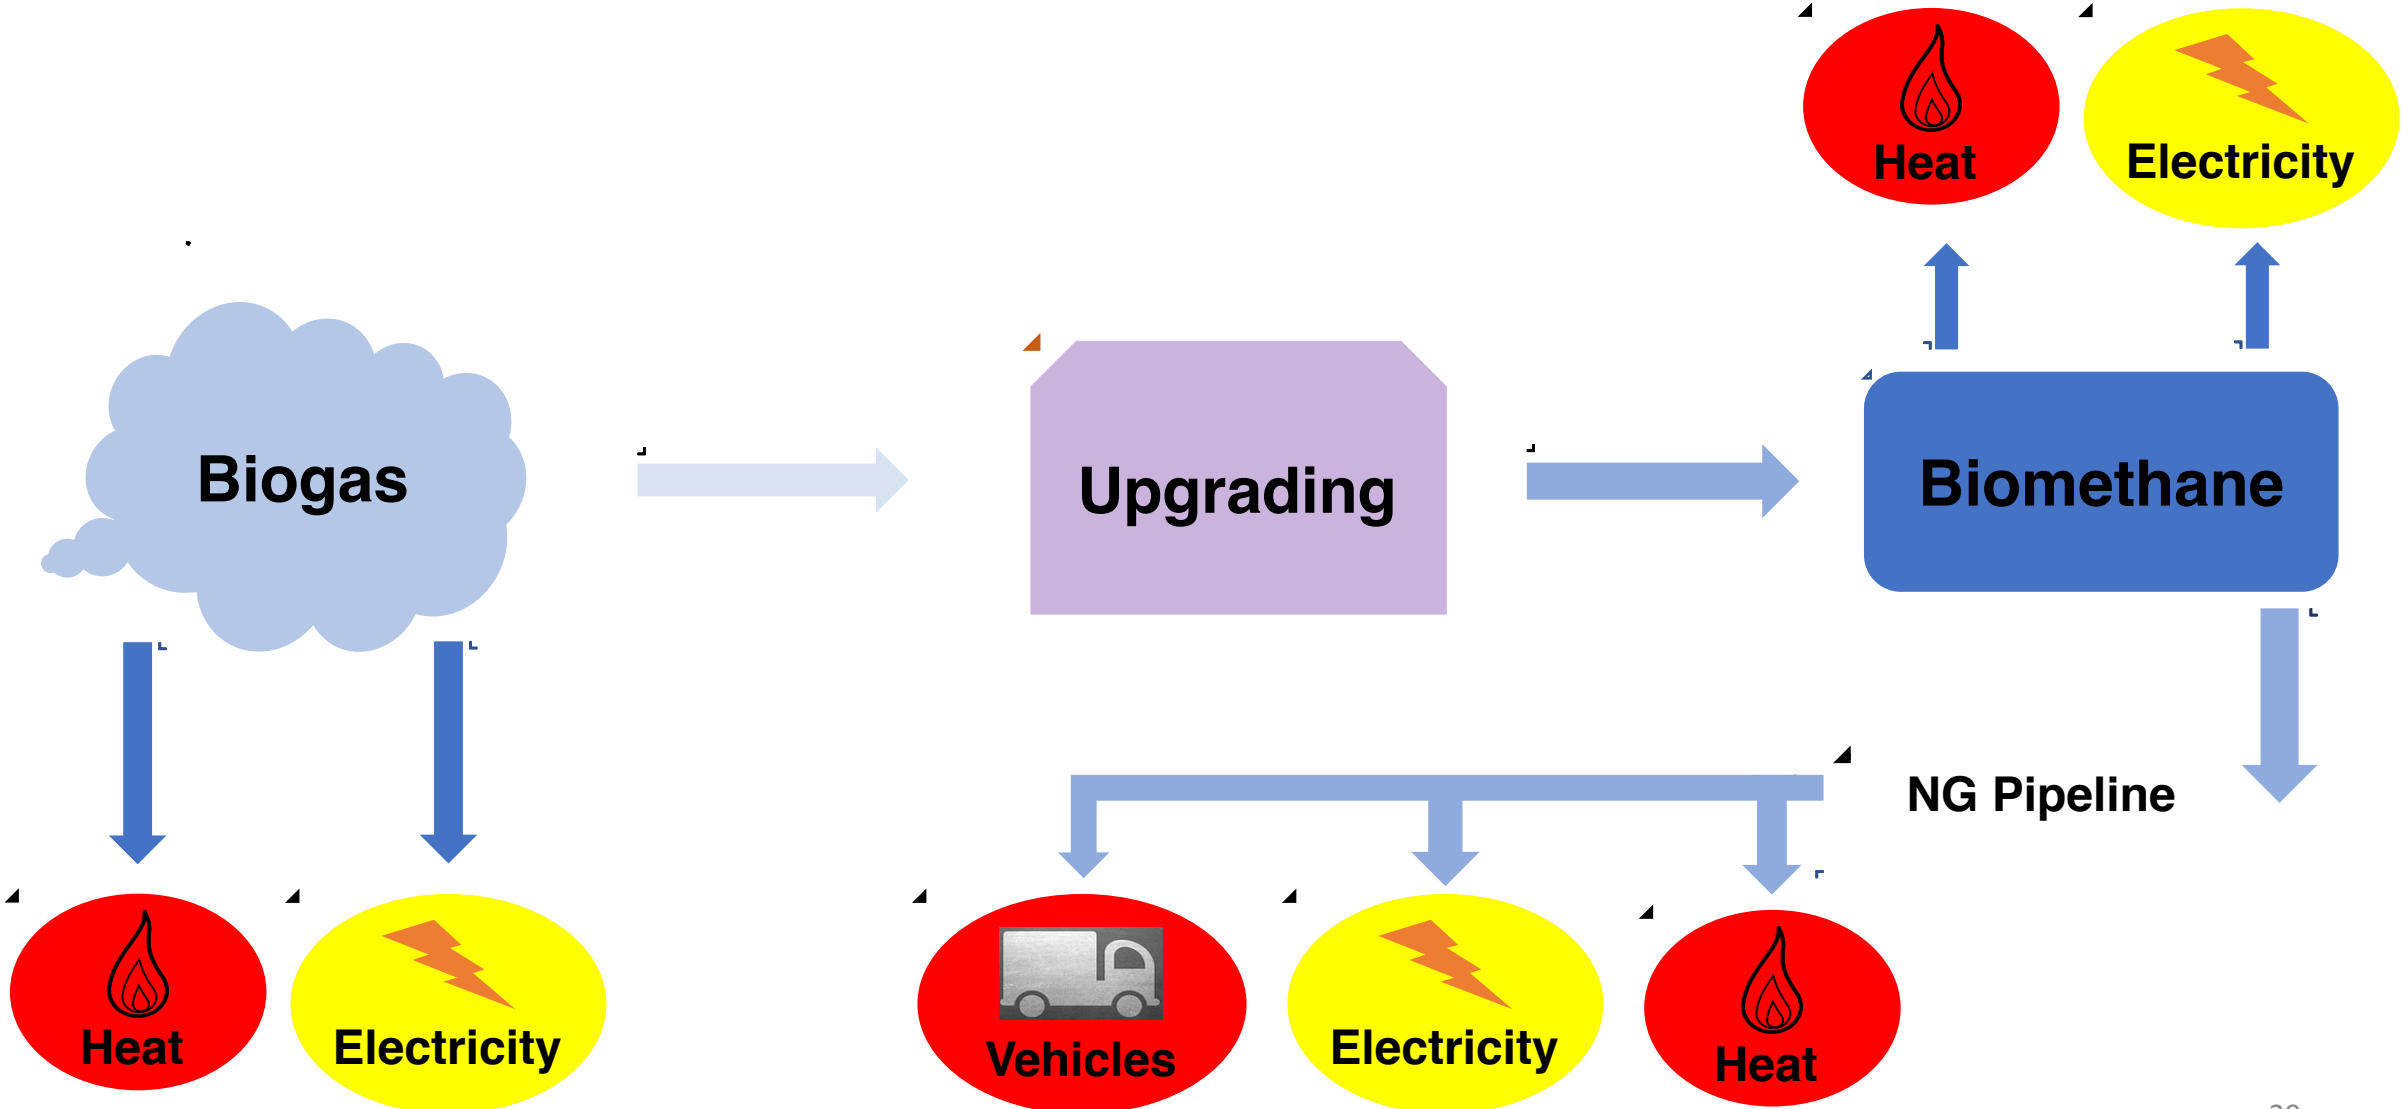 Heat
Electricity
Biogas
Upgrading
Biomethane
NG Pipeline
Heat
Electricity
Vehicles
Electricity
Heat